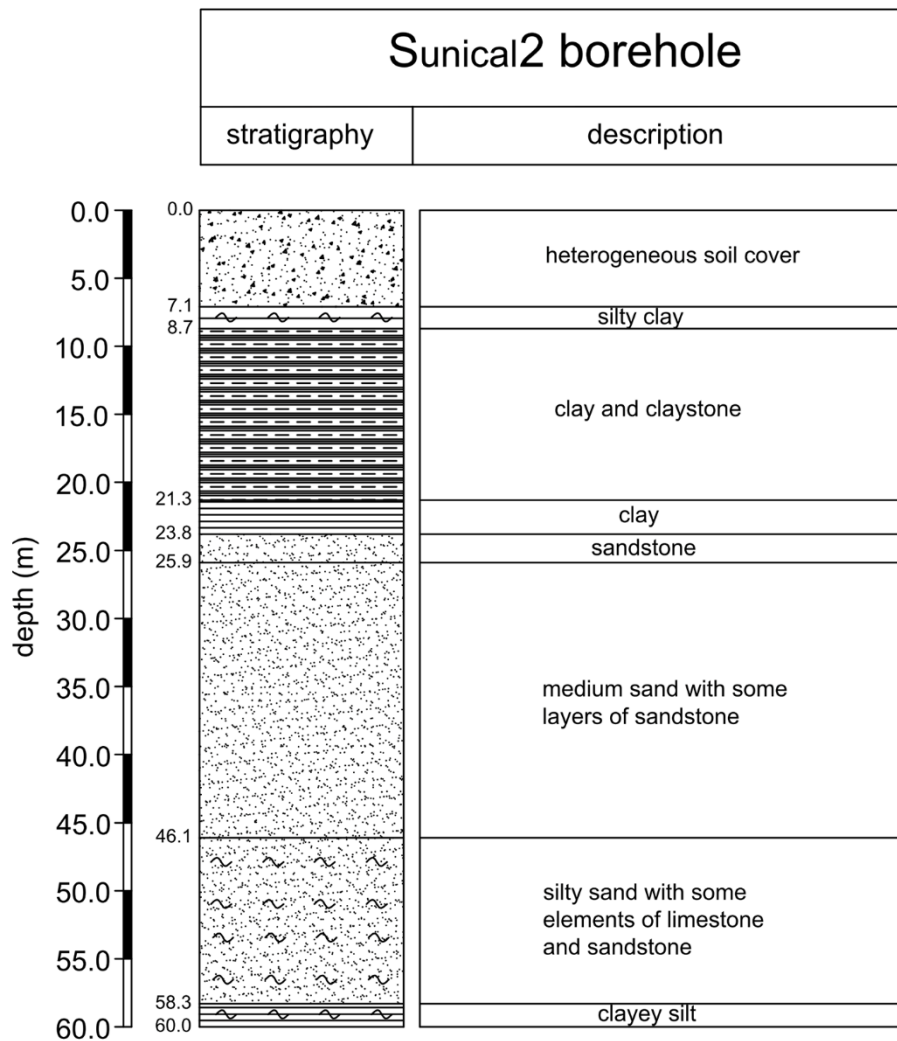 Sunical2 borehole
stratigraphy
description
depth (m)
0.0
5.0
10.0
15.0
20.0
25.0
30.0
35.0
40.0
45.0
50.0
55.0
60.0
0.0
7.1
8.7
21.3
23.8
25.9
46.1
58.3
60.0
heterogeneous soil cover
silty clay
clay and claystone
clay
sandstone
medium sand with some
layers of sandstone
silty sand with some
elements of limestone
and sandstone
clayey silt